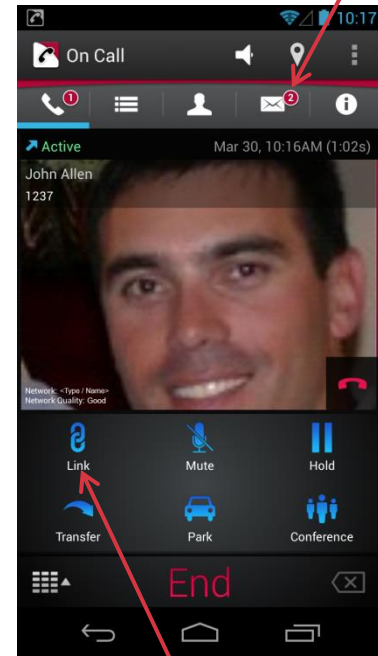 10:17
On Call
1
2
Active Mar 30, 10:16AM (1:02s)
John Allen
1237
Network: <Type / Name>
Network Quality: Good
Link Mute Hold
Transfer Park Conference
End